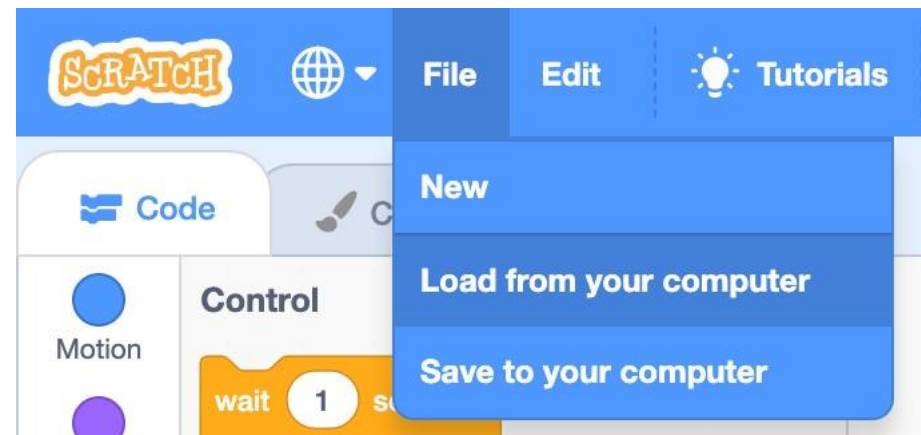 SCRATCH File Edit Tutorials
Code C
New
Load from your computer
Save to your computer
Control
Motion
wait 1 s